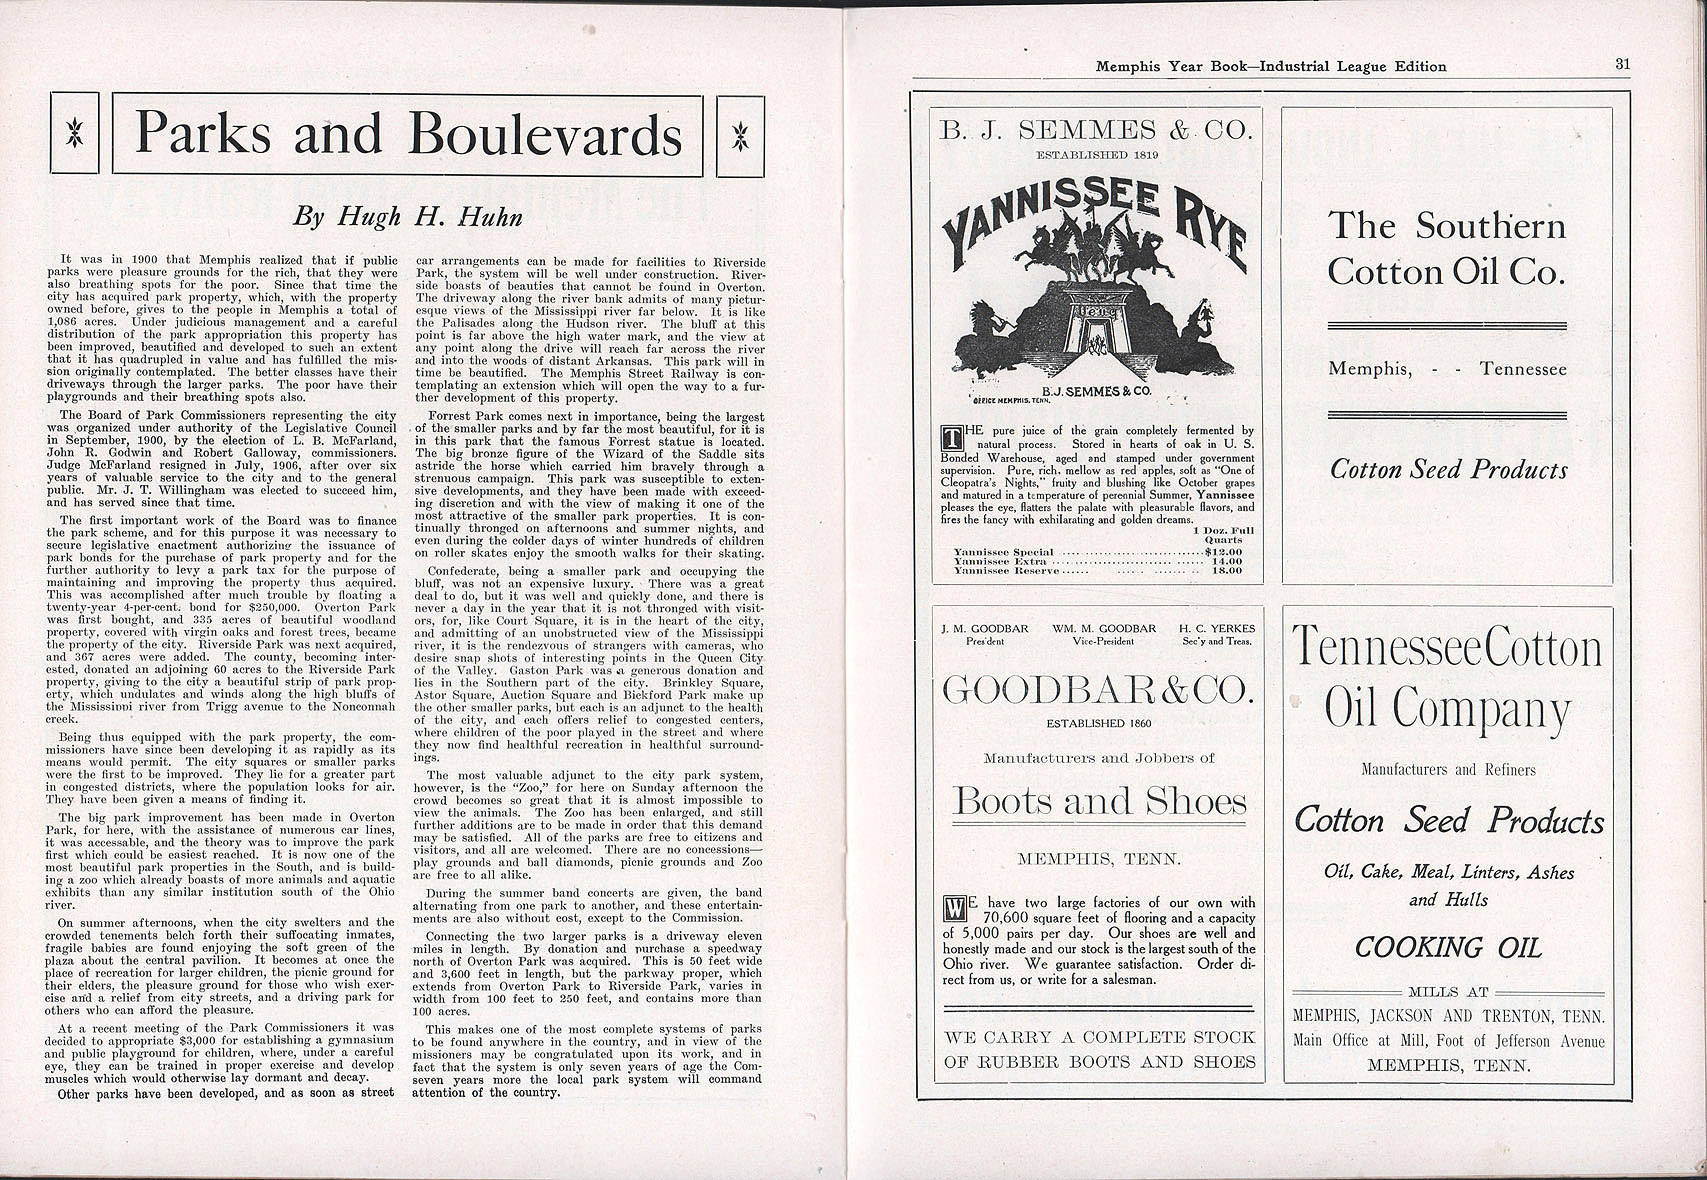 Parks and Boulevards
By Hugh H. Huhn
It was in 1900 that Memphis realized that if public
parks were pleasure grounds for the rich, that they were
also breathing spots for the poor. Since that time the
city has acquired park property, which, with the property
owned before, gives to the people in Memphis a total of
1,086 acres. Under judicious management and a careful
distribution of the park appropriation this property has
been improved, beautified and developed to such an extent
that it has quadrupled in value and has fulfilled the mis-
sion originally contemplated. The better classes have their
driveways through the larger parks. The poor have their
playgrounds and their breathing spots also.
The Board of Park Commissioners representing the city
was organized under authority of the Legislative Council
in September, 1900, by the election of L. B. McFarland,
John R. Godwin and Robert Galloway, commissioners.
Judge McFarland resigned in July, 1906, after over six
years of valuable service to the city and to the general
public. Mr. J. T. Willingham was elected to succeed him,
and has served since that time.
The first important work of the Board was to finance
the park scheme, and for this purpose it was necessary to
secure legislative enactment authorizing the issuance of
park bonds for the purchase of park property and for the
further authority to levy a park tax for the purpose of
maintaining and improving the property thus acquired.
This was accomplished after much trouble by floating a
twenty-year 4-per-cent. bond for $250,000. Overton Park
was first bought, and 335 acres of beautiful woodland
property, covered with virgin oaks and forest trees, became
the property of the city. Riverside Park was next acquired,
and 367 acres were added. The county, becoming inter-
ested, donated an adjoining 60 acres to the Riverside Park
property, giving to the city a beautiful strip of park prop-
erty, which undulates and winds along the high bluffs of
the Mississippi river from Trigg avenue to the Nonconnah
creek.
Being thus equipped with the park property, the com-
missioners have since been developing it as rapidly as its
means would permit. The city squares or smaller parks
were the first to be improved. They lie for a greater part
in congested districts, where the population looks for air.
They have been given a means of finding it.
The big park improvement has been made in Overton
Park, for here, with the assistance of numerous car lines,
it was accessable, and the theory was to improve the park
first which could be easiest reached. It is now one of the
most beautiful park properties in the South, and is build-
ing a zoo which already boasts of more animals and aquatic
exhibits than any similar institution south of the Ohio
river.
On summer afternoons, when the city swelters and the
crowded tenements belch forth their suffocating inmates,
fragile babies are found enjoying the soft green of the
plaza about the central pavilion. It becomes at once the
place of recreation for larger children, the picnic ground for
their elders, the pleasure ground for those who wish exer-
cise and a relief from city streets, and a driving park for
others who can afford the pleasure.
At a recent meeting of the Park Commissioners it was
decided to appropriate $3,000 for establishing a gymnasium
and public playground for children, where, under a careful
eye, they can be trained in proper exercise and develop
muscles which would otherwise lay dormant and decay.
Other parks have been developed, and as soon as street
car arrangements can be made for facilities to Riverside
Park, the system will be well under construction. River-
side boasts of beauties that cannot be found in Overton.
The driveway along the river bank admits of many pictur-
esque views of the Mississippi river far below. It is like
the Palisades along the Hudson river. The bluff at this
point is far above the high water mark, and the view at
any point along the drive will reach far across the river
and into the woods of distant Arkansas. This park will in
time be beautified. The Memphis Street Railway is con-
templating an extension which will open the way to a fur-
ther development of this property.
Forrest Park comes next in importance, being the largest
of the smaller parks and by far the most beautiful, for it is
in this park that the famous Forrest statue is located.
The big bronze figure of the Wizard of the Saddle sits
astride the horse which carried him bravely through a
strenuous campaign. This park was susceptible to exten-
sive developments, and they have been made with exceed-
ing discretion and with the view of making it one of the
most attractive of the smaller park properties. It is con-
tinually thronged on afternoons and summer nights, and
even during the colder days of winter hundreds of children
on roller skates enjoy the smooth walks for their skating.
Confederate, being a smaller park and occupying the
bluff, was not an expensive luxury. There was a great
deal to do, but it was well and quickly done, and there is
never a day in the year that it is not thronged with visit-
ors, for, like Court Square, it is in the heart of the city,
and admitting of an unobstructed view of the Mississippi
river, it is the rendezvous of strangers with cameras, who
desire snap shots of interesting points in the Queen City
of the Valley. Gaston Park was a generous donation and
lies in the Southern part of the city. Brinkley Square,
Astor Square, Auction Square and Bickford Park make up
the other smaller parks, but each is an adjunct to the health
of the city, and each offers relief to congested centers,
where children of the poor played in the street and where
they now find healthful recreation in healthful surround-
ings.
The most valuable adjunct to the city park system,
however, is the "Zoo," for here on Sunday afternoon the
crowd becomes so great that it is almost impossible to
view the animals. The Zoo has been enlarged, and still
further additions are to be made in order that this demand
may be satisfied. All of the parks are free to citizens and
visitors, and all are welcomed. There are no concessions—
play grounds and ball diamonds, picnic grounds and Zoo
are free to all alike.
During the summer band concerts are given, the band
alternating from one park to another, and these entertain-
ments are also without cost, except to the Commission.
Connecting the two larger parks is a driveway eleven
miles in length. By donation and purchase a speedway
north of Overton Park was acquired. This is 50 feet wide
and 3,600 feet in length, but the parkway proper, which
extends from Overton Park to Riverside Park, varies in
width from 100 feet to 250 feet, and contains more than
100 acres.
This makes one of the most complete systems of parks
to be found anywhere in the country, and in view of the
missioners may be congratulated upon its work, and in
fact that the system is only seven years of age the Com-
seven years more the local park system will command
attention of the country.
Memphis Year Book—Industrial League Edition 31
B. J. SEMMES & CO.
ESTABLISHED 1819
YANNISSEE RYE
B.J. SEMMES & CO.
OFFICE MEMPHIS, TENN.
THE pure juice of the grain completely fermented by
natural process. Stored in hearts of oak in U. S.
Bonded Warehouse, aged and stamped under government
supervision. Pure, rich, mellow as red apples, soft as "One of
Cleopatra's Nights," fruity and blushing like October grapes
and matured in a temperature of perennial Summer, Yannissee
pleases the eye, flatters the palate with pleasurable flavors, and
fires the fancy with exhilarating and golden dreams.
1 Doz. Full
Quarts
Yannissee Special $12.00
Yannissee Extra 14.00
Yannissee Reserve 18.00
The Southern
Cotton Oil Co.
Memphis, - - Tennessee
Cotton Seed Products
J. M. GOODBAR WM. M. GOODBAR H. C. YERKES
President Vice-President Sec'y and Treas.
GOODBAR & CO.
ESTABLISHED 1860
Manufacturers and Jobbers of
Boots and Shoes
MEMPHIS, TENN.
WE have two large factories of our own with
70,600 square feet of flooring and a capacity
of 5,000 pairs per day. Our shoes are well and
honestly made and our stock is the largest south of the
Ohio river. We guarantee satisfaction. Order di-
rect from us, or write for a salesman.
WE CARRY A COMPLETE STOCK
OF RUBBER BOOTS AND SHOES
Tennessee Cotton
Oil Company
Manufacturers and Refiners
Cotton Seed Products
Oil, Cake, Meal, Linters, Ashes
and Hulls
COOKING OIL
MILLS AT
MEMPHIS, JACKSON AND TRENTON, TENN.
Main Office at Mill, Foot of Jefferson Avenue
MEMPHIS, TENN.